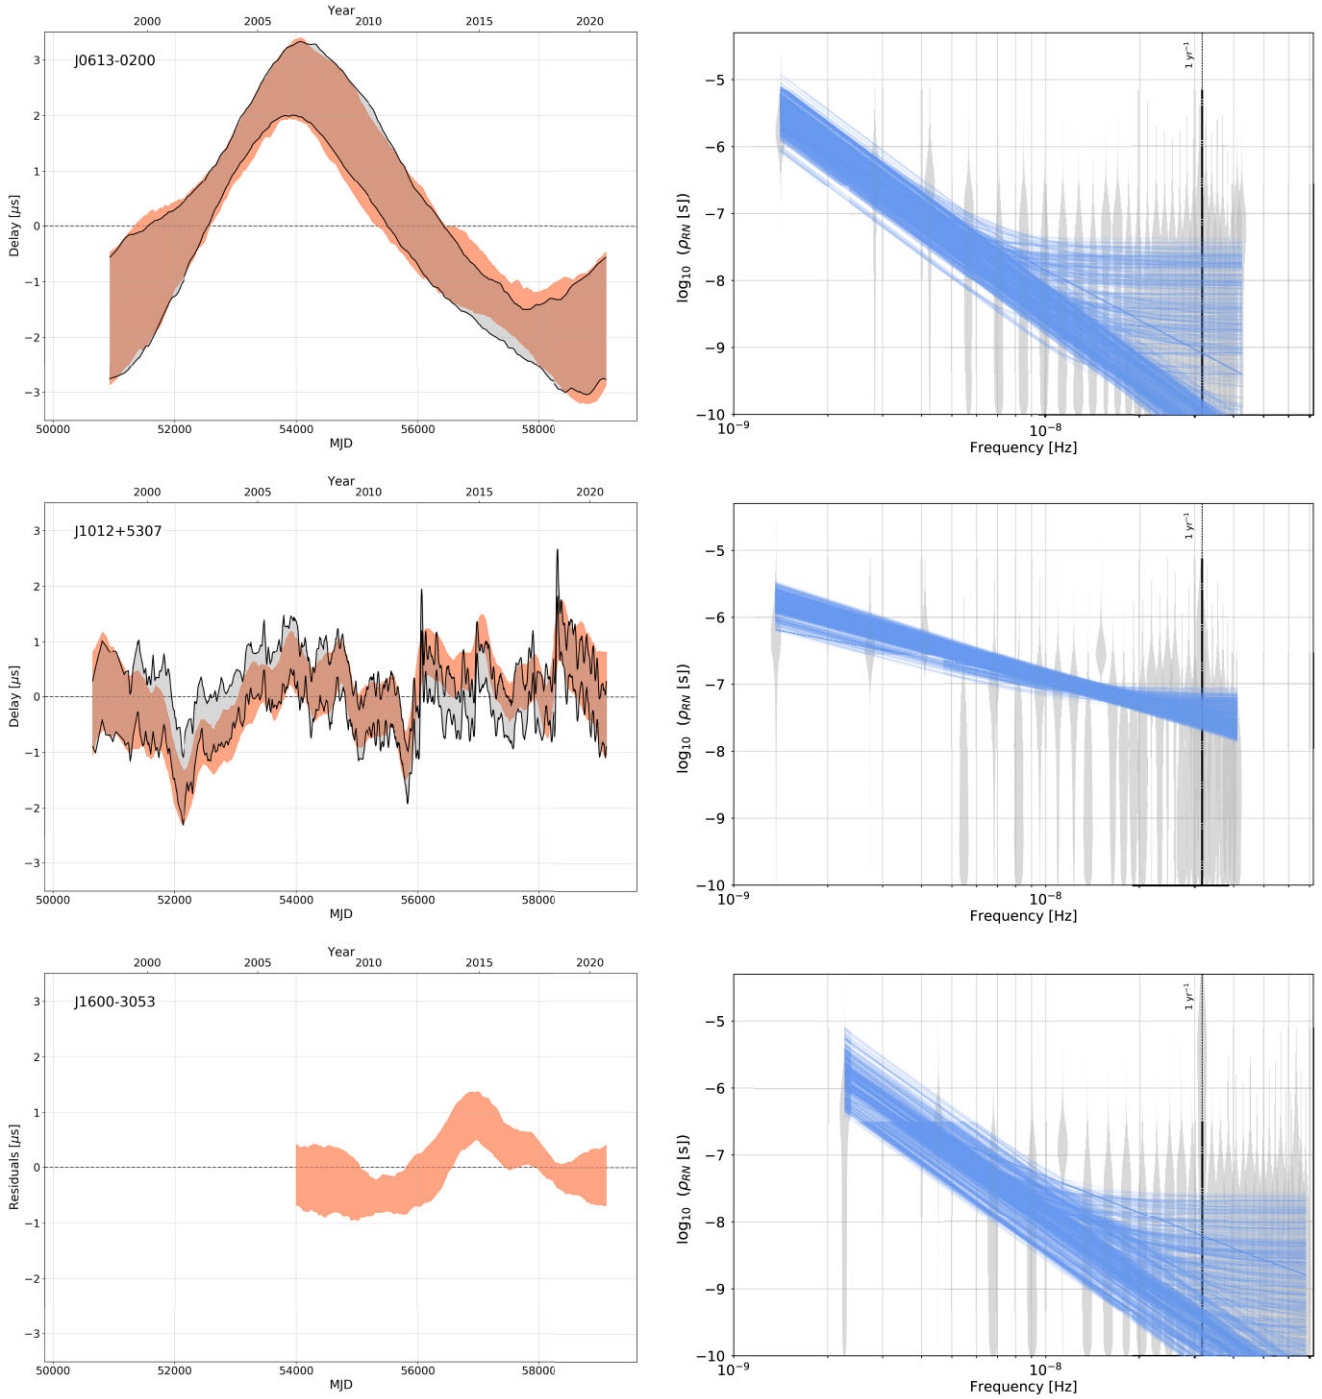 Year
2000 2005 2010 2015 2020
J0613-0200
3
2
1
0
−1
−2
−3
Delay [μs]
50000 52000 54000 56000 58000
MJD
1 yr⁻¹
−5
−6
−7
−8
−9
−10
log₁₀ (ρRN [s])
10⁻⁹ 10⁻⁸
Frequency [Hz]
Year
2000 2005 2010 2015 2020
J1012+5307
3
2
1
0
−1
−2
−3
Delay [μs]
50000 52000 54000 56000 58000
MJD
1 yr⁻¹
−5
−6
−7
−8
−9
−10
log₁₀ (ρRN [s])
10⁻⁹ 10⁻⁸
Frequency [Hz]
Year
2000 2005 2010 2015 2020
J1600-3053
3
2
1
0
−1
−2
−3
Residuals [μs]
50000 52000 54000 56000 58000
MJD
1 yr⁻¹
−5
−6
−7
−8
−9
−10
log₁₀ (ρRN [s])
10⁻⁹ 10⁻⁸
Frequency [Hz]